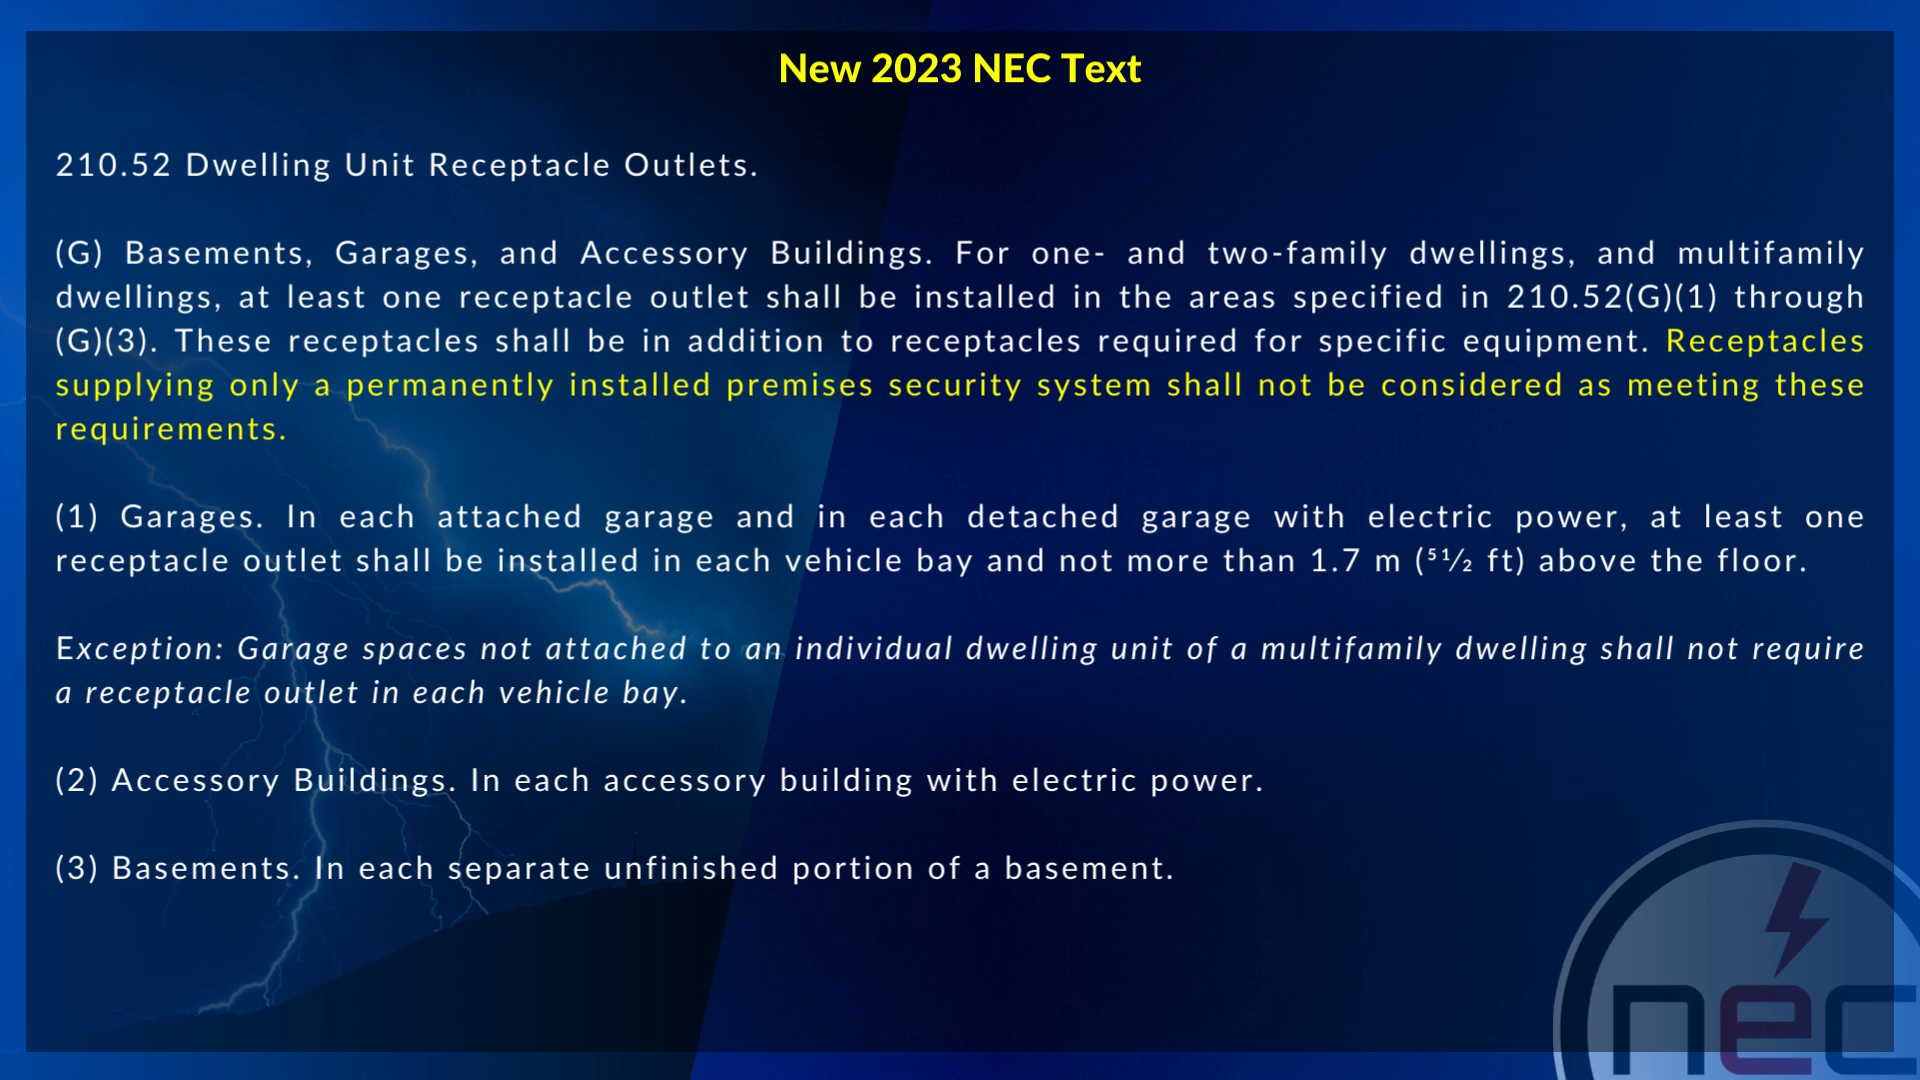 New 2023 NEC Text
210.52 Dwelling Unit Receptacle Outlets.
(G) Basements, Garages, and Accessory Buildings. For one- and two-family dwellings, and multifamily
dwellings, at least one receptacle outlet shall be installed in the areas specified in 210.52(G)(1) through
(G)(3). These receptacles shall be in addition to receptacles required for specific equipment. Receptacles
supplying only a permanently installed premises security system shall not be considered as meeting these
requirements.
(1) Garages. In each attached garage and in each detached garage with electric power, at least one
receptacle outlet shall be installed in each vehicle bay and not more than 1.7 m (⁵¹⁄₂ ft) above the floor.
Exception: Garage spaces not attached to an individual dwelling unit of a multifamily dwelling shall not require
a receptacle outlet in each vehicle bay.
(2) Accessory Buildings. In each accessory building with electric power.
(3) Basements. In each separate unfinished portion of a basement.
nec